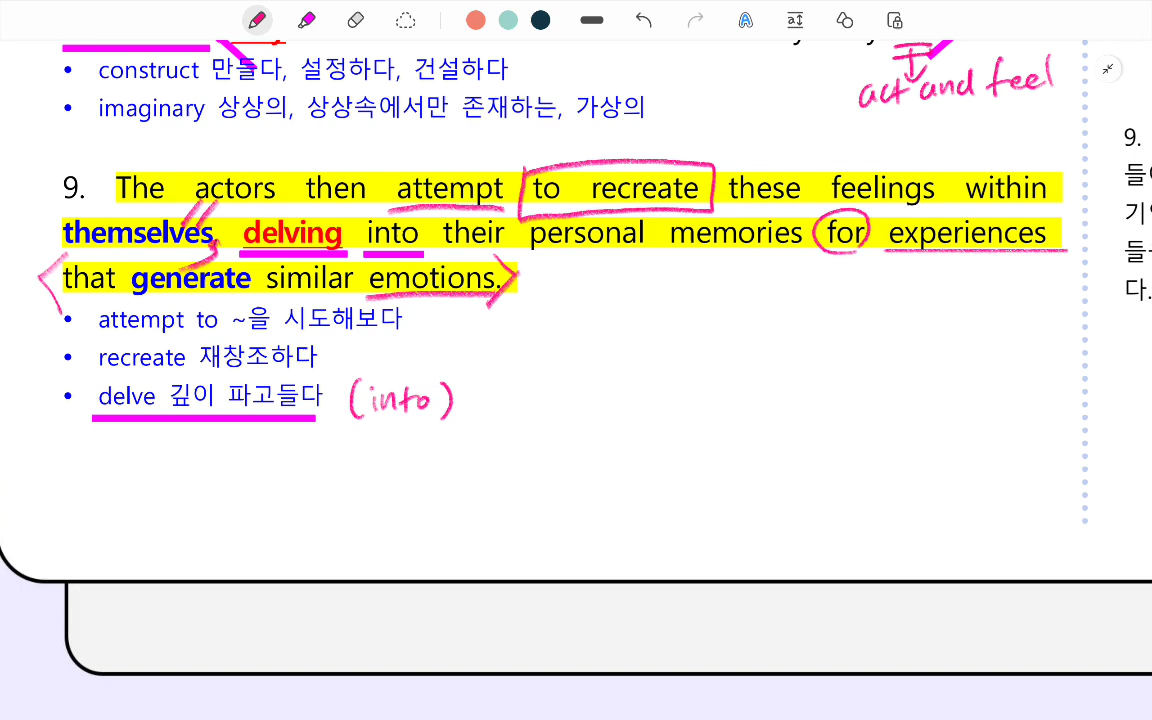 • construct 만들다, 설정하다, 건설하다
act and feel
• imaginary 상상의, 상상속에서만 존재하는, 가상의
9. The actors then attempt to recreate these feelings within
themselves, delving into their personal memories for experiences
that generate similar emotions.
• attempt to ~을 시도해보다
• recreate 재창조하다
• delve 깊이 파고들다 (into)
9.
다.